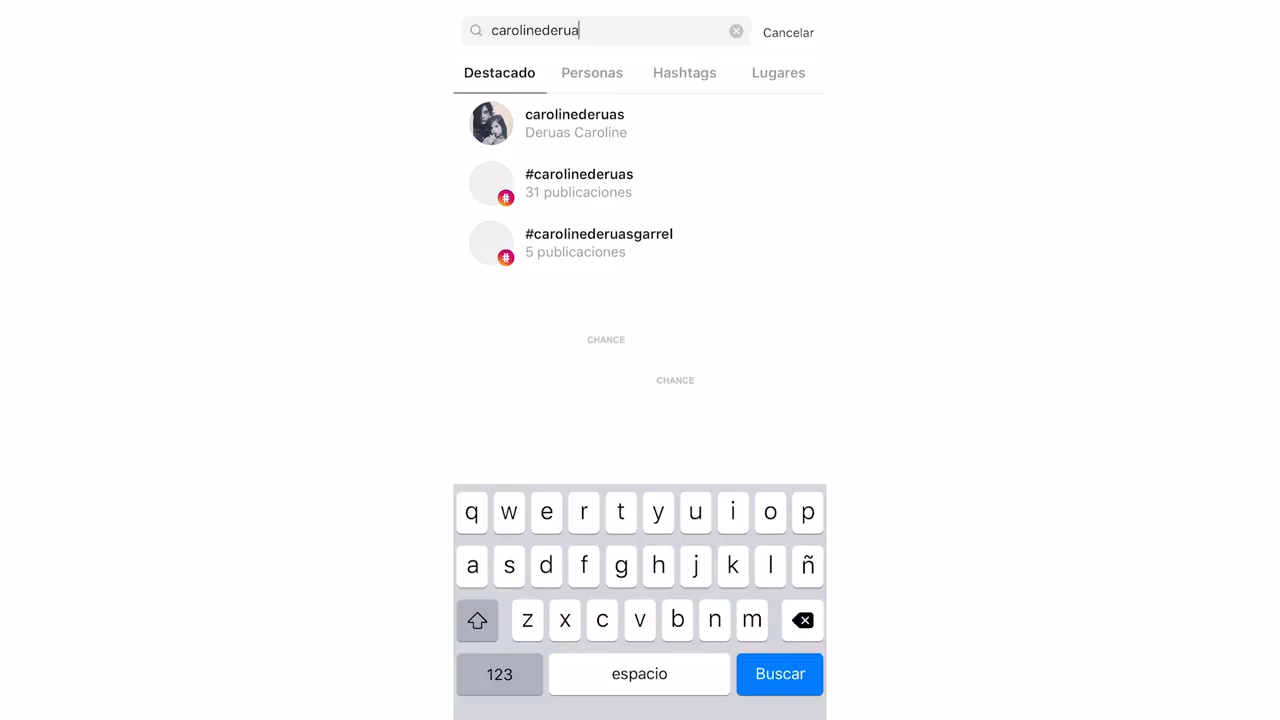 carolinederua
Cancelar
Destacado Personas Hashtags Lugares
carolinederuas
Deruas Caroline
#carolinederuas
31 publicaciones
#carolinederuasgarrel
5 publicaciones
CHANCE
CHANCE
q w e r t y u i o p
a s d f g h j k l ñ
z x c v b n m
123 espacio Buscar